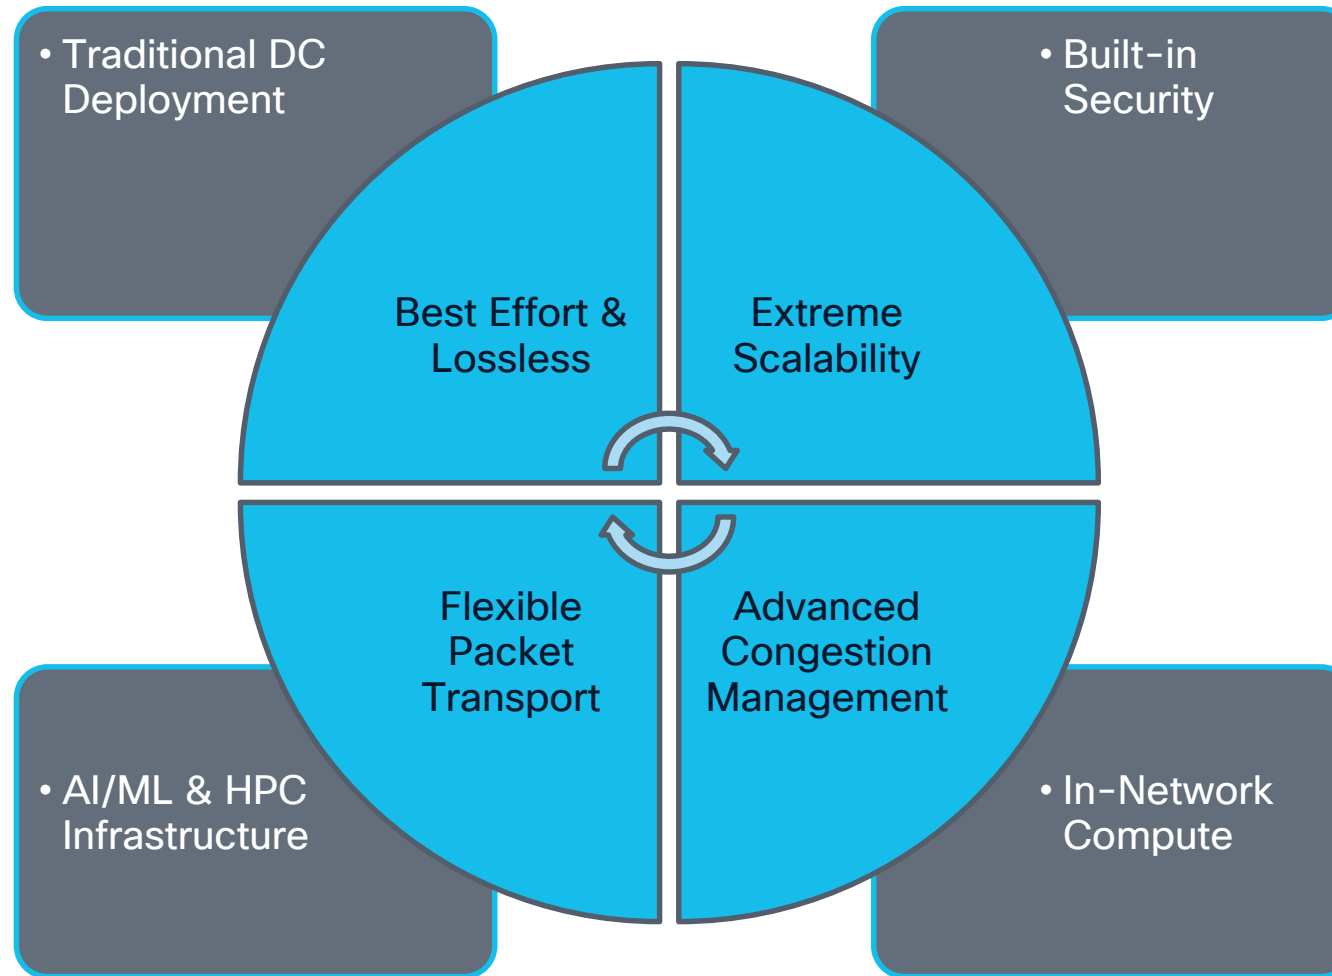 • Traditional DC
Deployment
• Built-in
Security
Best Effort &
Lossless
Extreme
Scalability
Flexible
Packet
Transport
Advanced
Congestion
Management
• AI/ML & HPC
Infrastructure
• In-Network
Compute